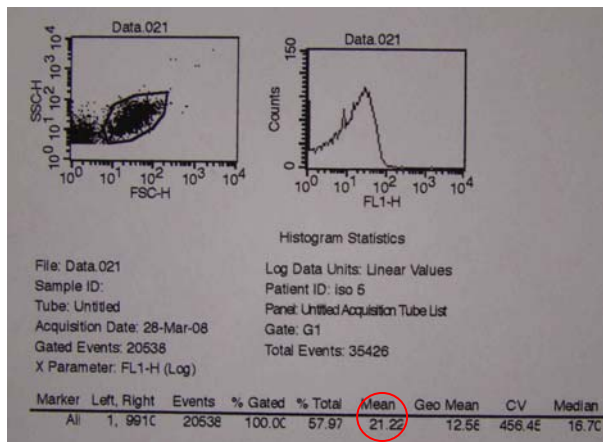 Data.021
Data.021
10^4
10^3
10^2
10^1
10^0
SSC-H
10^0 10^1 10^2 10^3 10^4
FSC-H
150
0
Counts
10^0 10^1 10^2 10^3 10^4
FL1-H
Histogram Statistics
File: Data.021
Log Data Units: Linear Values
Sample ID:
Patient ID: iso 5
Tube: Untitled
Panel: Untitled Acquisition Tube List
Acquisition Date: 28-Mar-08
Gate: G1
Gated Events: 20538
Total Events: 35426
X Parameter: FL1-H (Log)
Marker Left, Right Events % Gated % Total Mean Geo Mean CV Median
All 1, 9910 20538 100.00 57.97 21.22 12.56 456.45 16.70